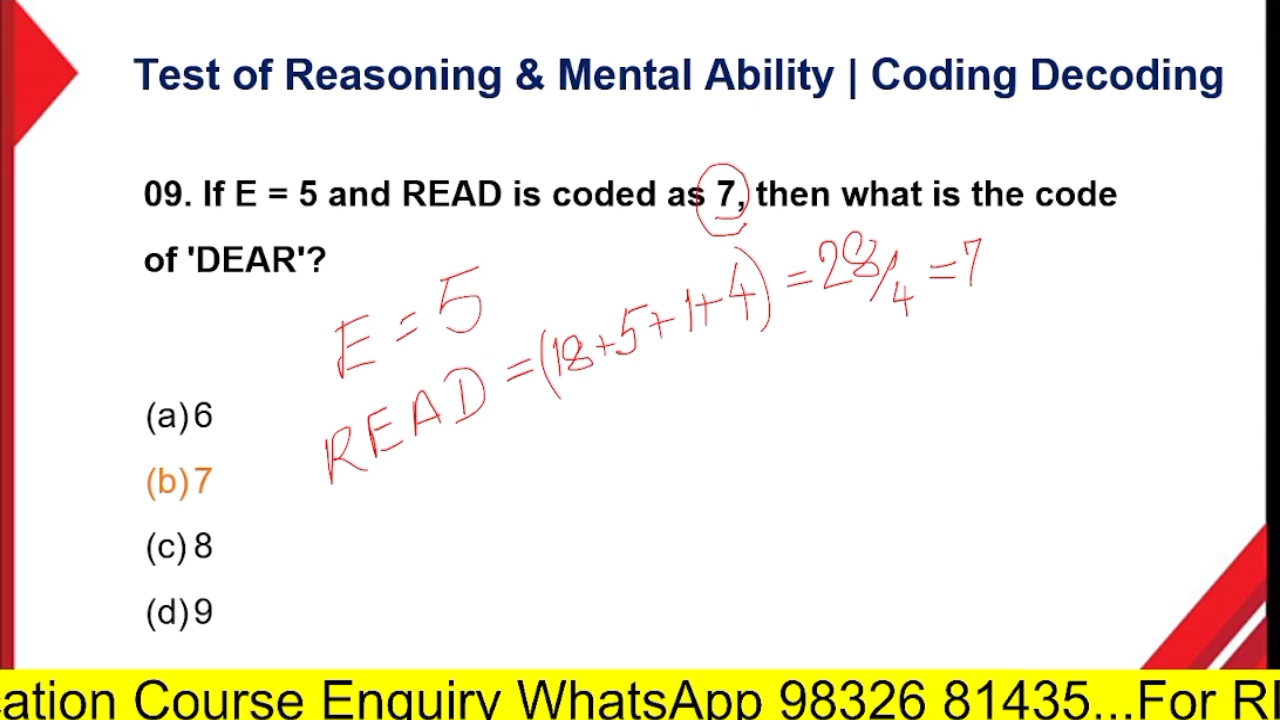 Test of Reasoning & Mental Ability | Coding Decoding
09. If E = 5 and READ is coded as 7, then what is the code
of 'DEAR'?
E = 5
READ = (18+5+1+4) = 28/4 = 7
(a) 6
(b) 7
(c) 8
(d) 9
cation Course Enquiry WhatsApp 98326 81435...For RI